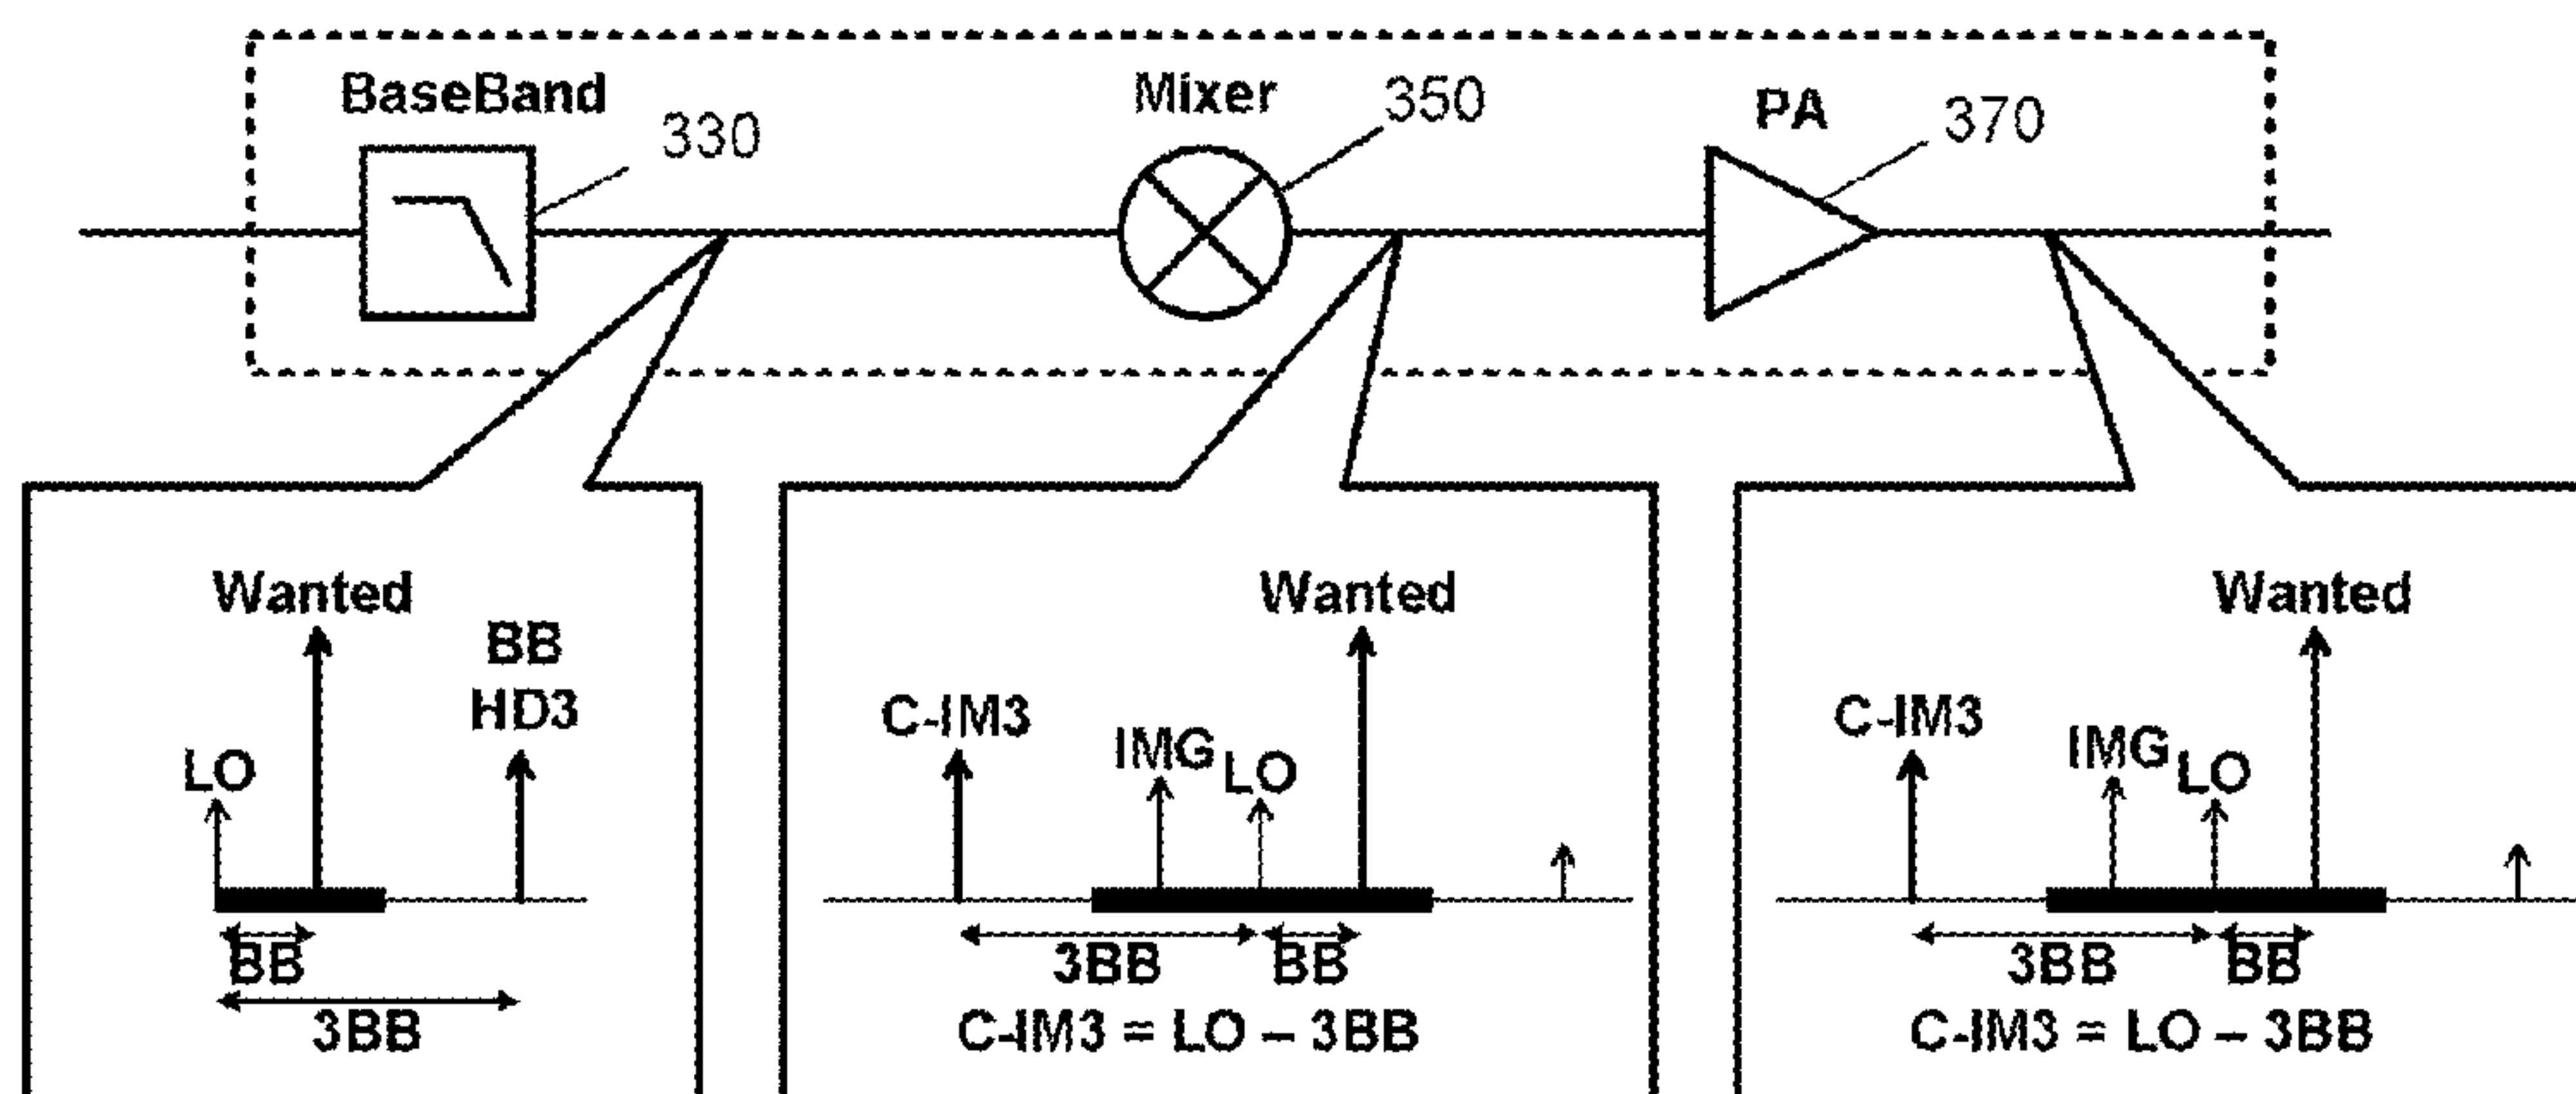 BaseBand
330
Mixer
350
PA
370
Wanted
BB
HD3
LO
BB
3BB
Wanted
C-IM3
IMG
LO
3BB
BB
C-IM3 = LO – 3BB
Wanted
C-IM3
IMG
LO
3BB
BB
C-IM3 = LO – 3BB